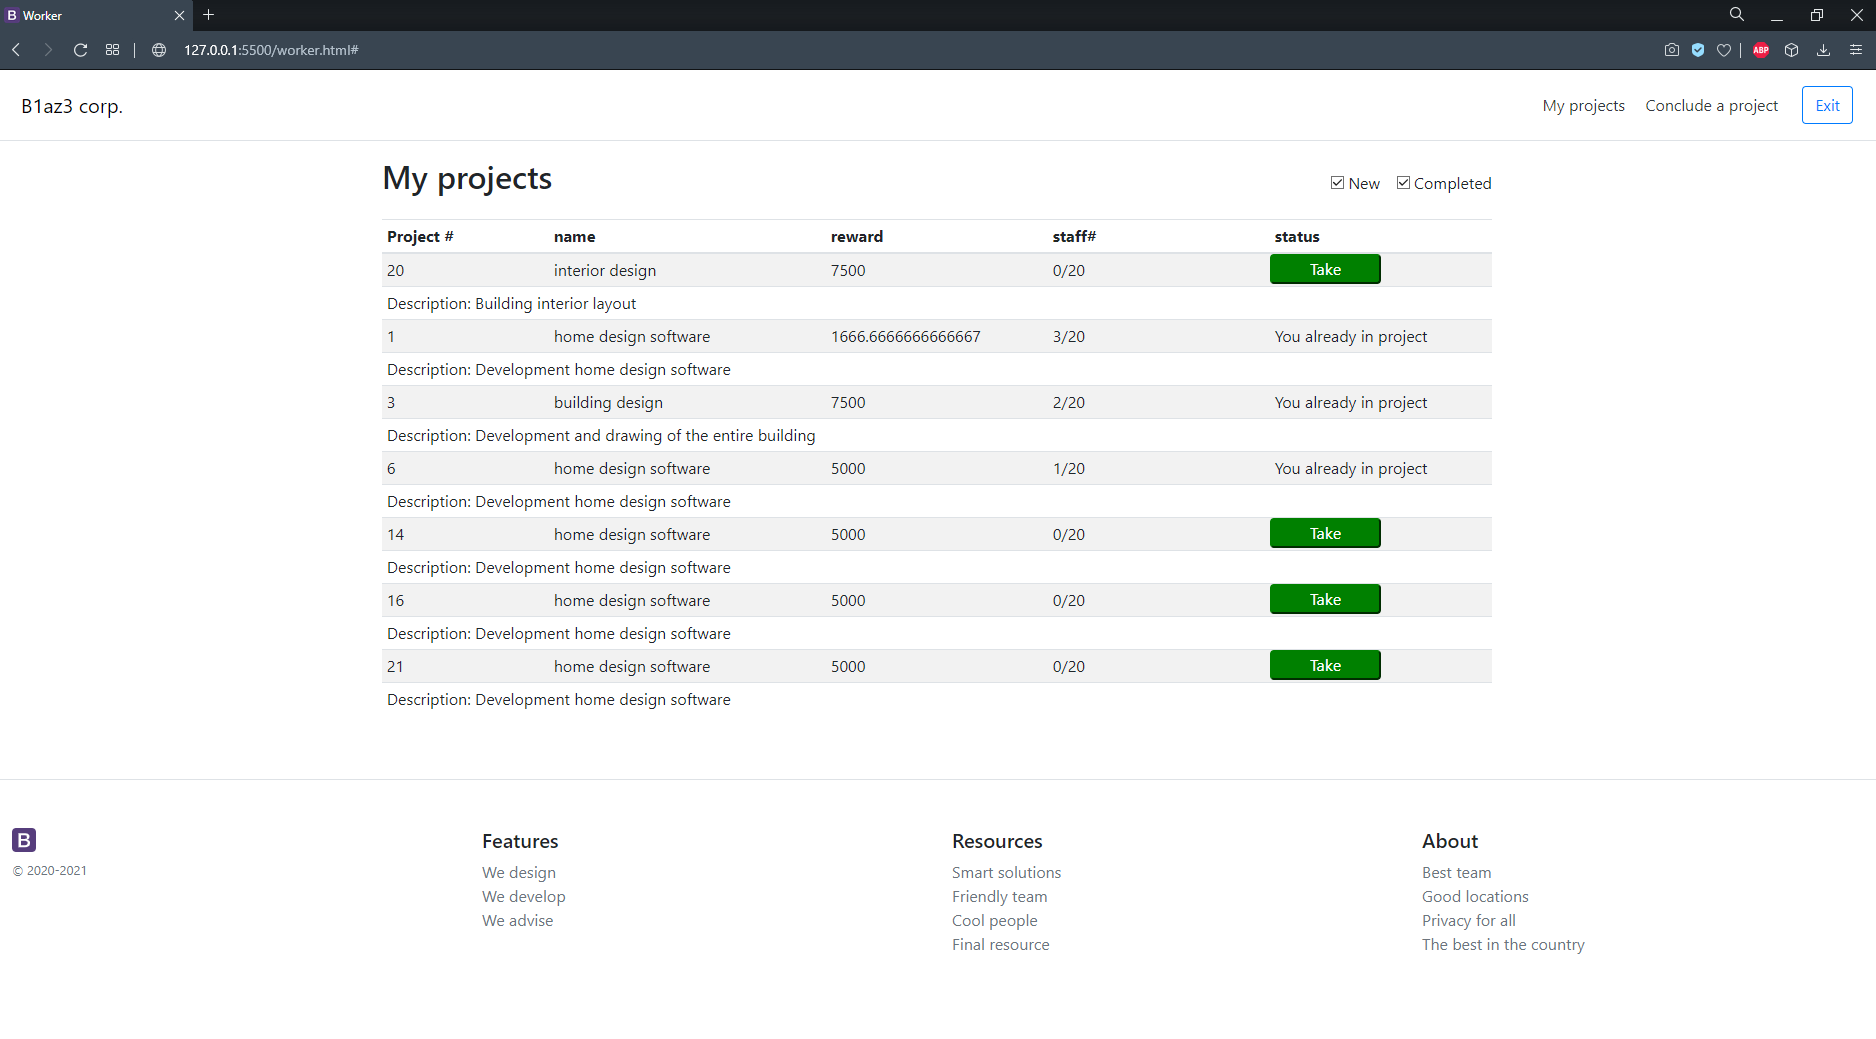 B Worker
127.0.0.1:5500/worker.html#
ABP
B1az3 corp.
My projects Conclude a project Exit
My projects
New Completed
Project # name reward staff# status
20 interior design 7500 0/20 Take
Description: Building interior layout
1 home design software 1666.6666666666667 3/20 You already in project
Description: Development home design software
3 building design 7500 2/20 You already in project
Description: Development and drawing of the entire building
6 home design software 5000 1/20 You already in project
Description: Development home design software
14 home design software 5000 0/20 Take
Description: Development home design software
16 home design software 5000 0/20 Take
Description: Development home design software
21 home design software 5000 0/20 Take
Description: Development home design software
B
© 2020-2021
Features
We design
We develop
We advise
Resources
Smart solutions
Friendly team
Cool people
Final resource
About
Best team
Good locations
Privacy for all
The best in the country